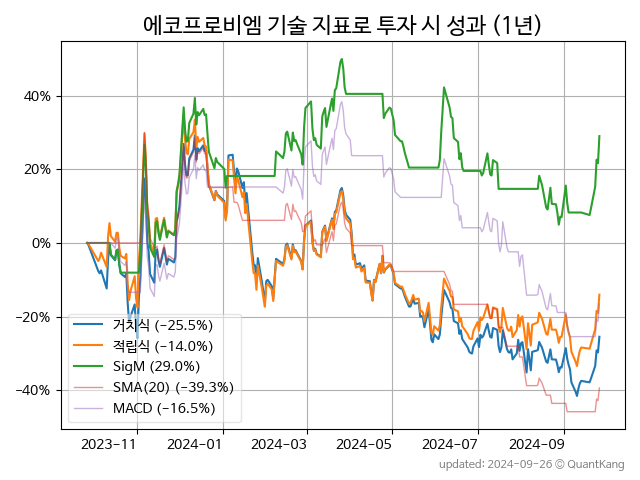 에코프로비엠 기술 지표로 투자 시 성과 (1년)
40%
20%
0%
−20%
−40%
거치식 (−25.5%)
적립식 (−14.0%)
SigM (29.0%)
SMA(20) (−39.3%)
MACD (−16.5%)
2023-11
2024-01
2024-03
2024-05
2024-07
2024-09
updated: 2024-09-26 © QuantKang